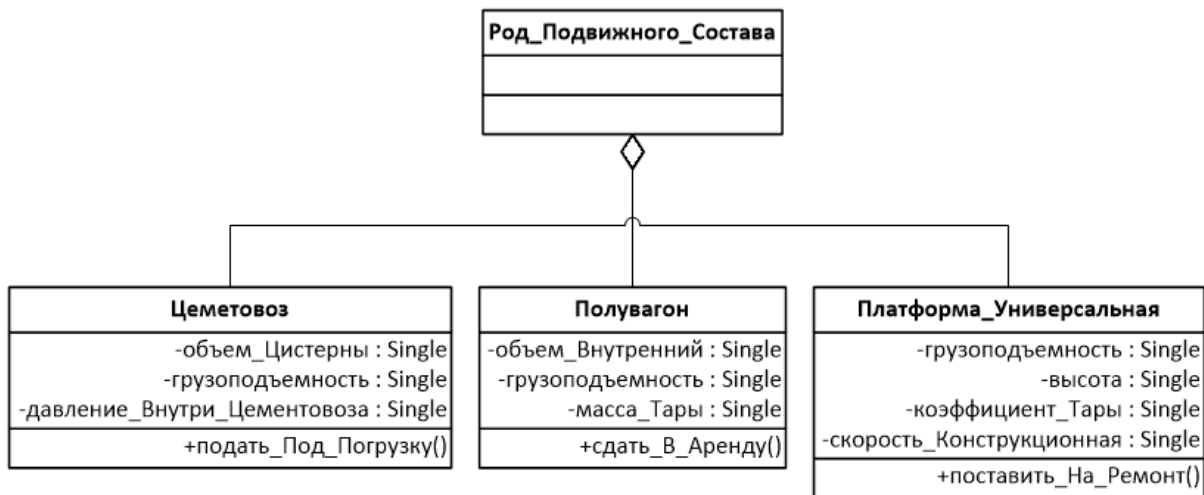 Род_Подвижного_Состава
Цеметовоз
-объем_Цистерны : Single
-грузоподъемность : Single
-давление_Внутри_Цементовоза : Single
+подать_Под_Погрузку()
Полувагон
-объем_Внутренний : Single
-грузоподъемность : Single
-масса_Тары : Single
+сдать_В_Аренду()
Платформа_Универсальная
-грузоподъемность : Single
-высота : Single
-коэффициент_Тары : Single
-скорость_Конструкционная : Single
+поставить_На_Ремонт()